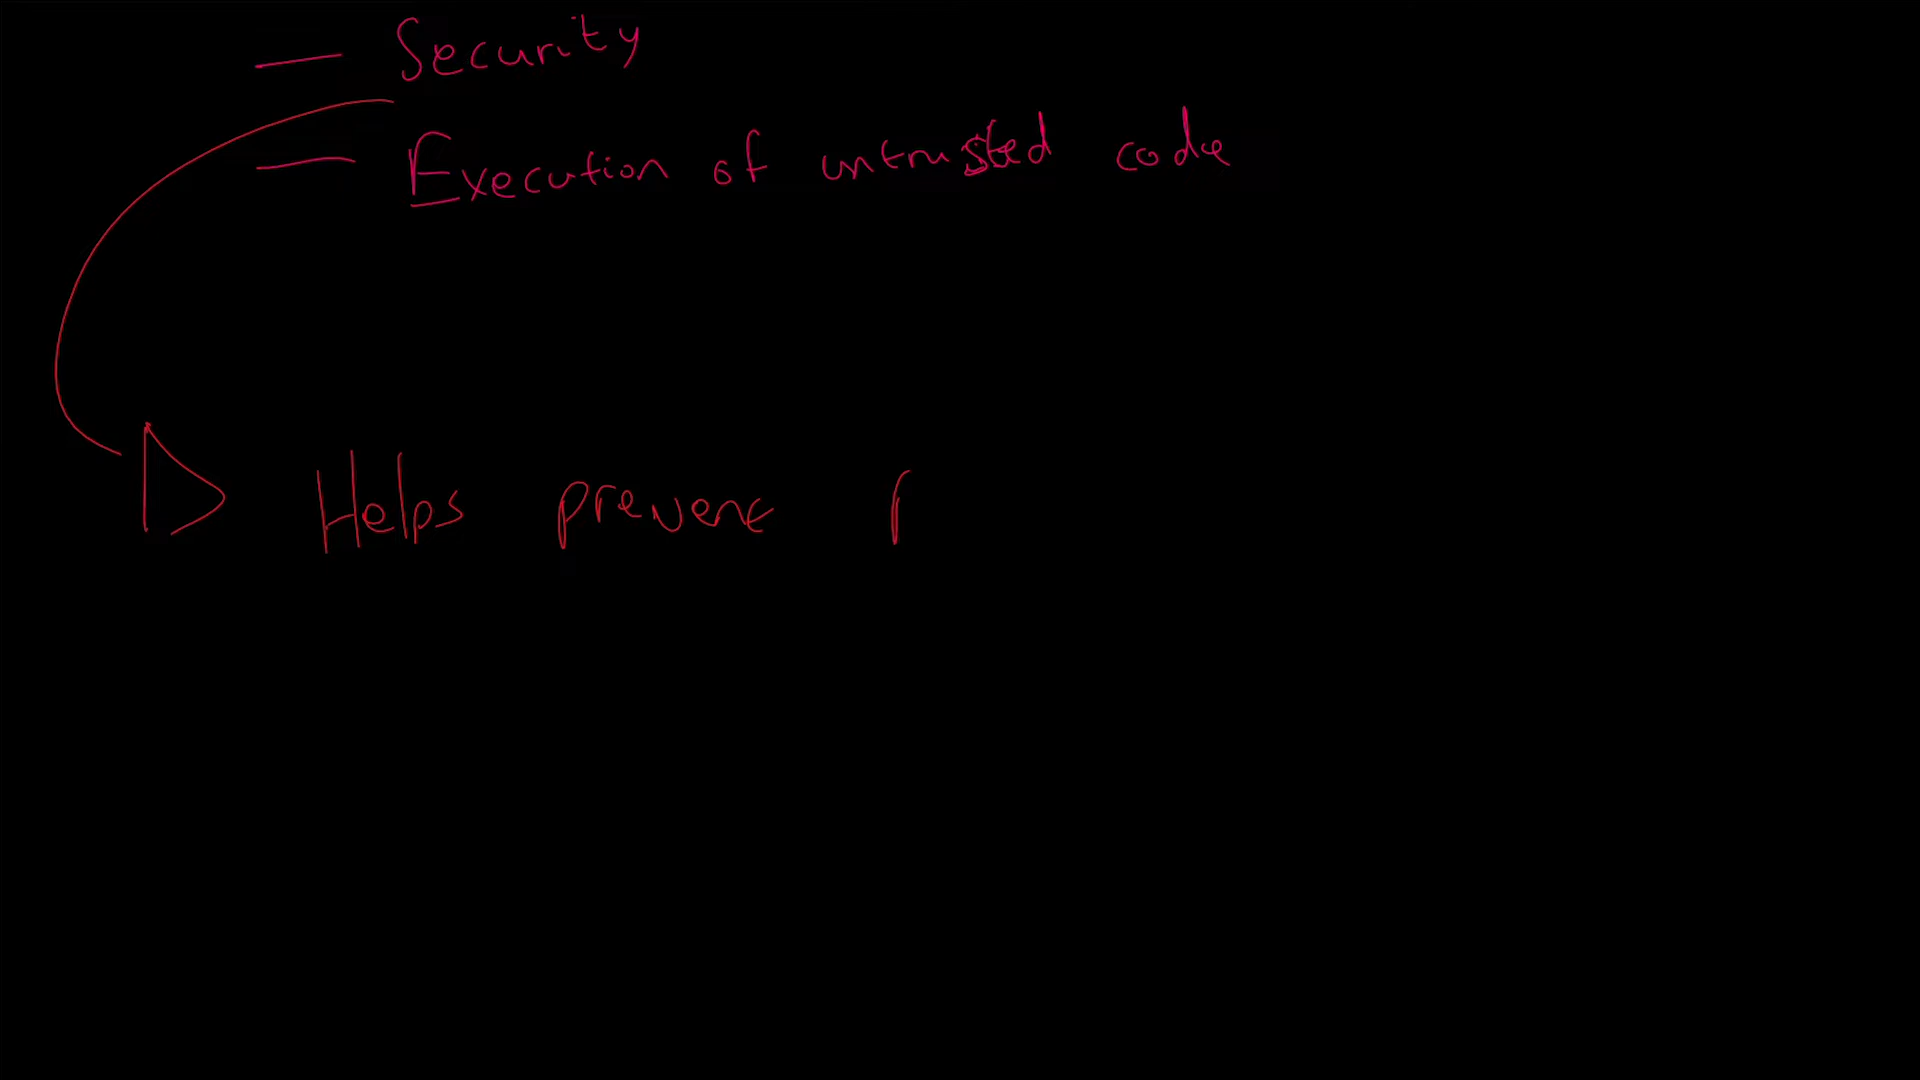 — Security
— Execution of untrusted code
Helps prevent